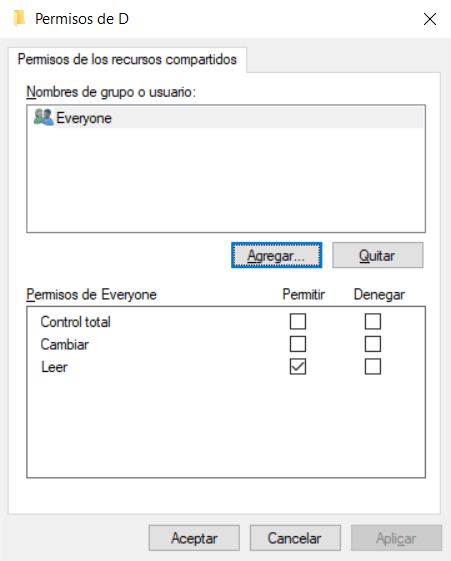 Permisos de D
Permisos de los recursos compartidos
Nombres de grupo o usuario:
Everyone
Agregar...
Quitar
Permisos de Everyone Permitir Denegar
Control total
Cambiar
Leer
Aceptar
Cancelar
Aplicar